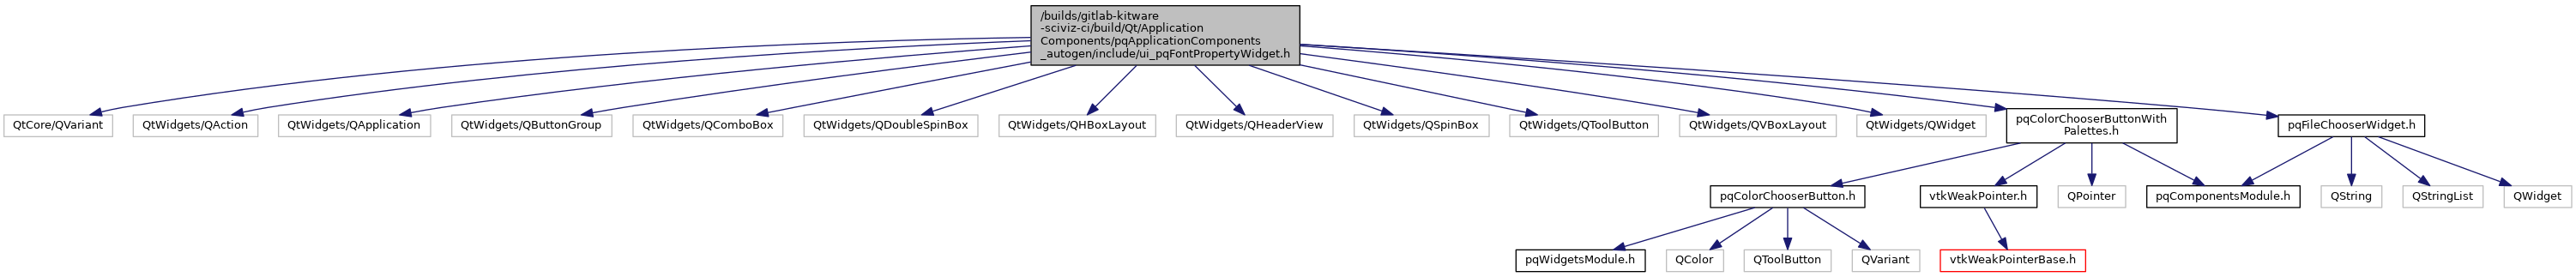 /builds/gitlab-kitware
-sciviz-ci/build/Qt/Application
Components/pqApplicationComponents
_autogen/include/ui_pqFontPropertyWidget.h
QtCore/QVariant
QtWidgets/QAction
QtWidgets/QApplication
QtWidgets/QButtonGroup
QtWidgets/QComboBox
QtWidgets/QDoubleSpinBox
QtWidgets/QHBoxLayout
QtWidgets/QHeaderView
QtWidgets/QSpinBox
QtWidgets/QToolButton
QtWidgets/QVBoxLayout
QtWidgets/QWidget
pqColorChooserButtonWith
Palettes.h
pqFileChooserWidget.h
pqColorChooserButton.h
vtkWeakPointer.h
QPointer
pqComponentsModule.h
QString
QStringList
QWidget
pqWidgetsModule.h
QColor
QToolButton
QVariant
vtkWeakPointerBase.h